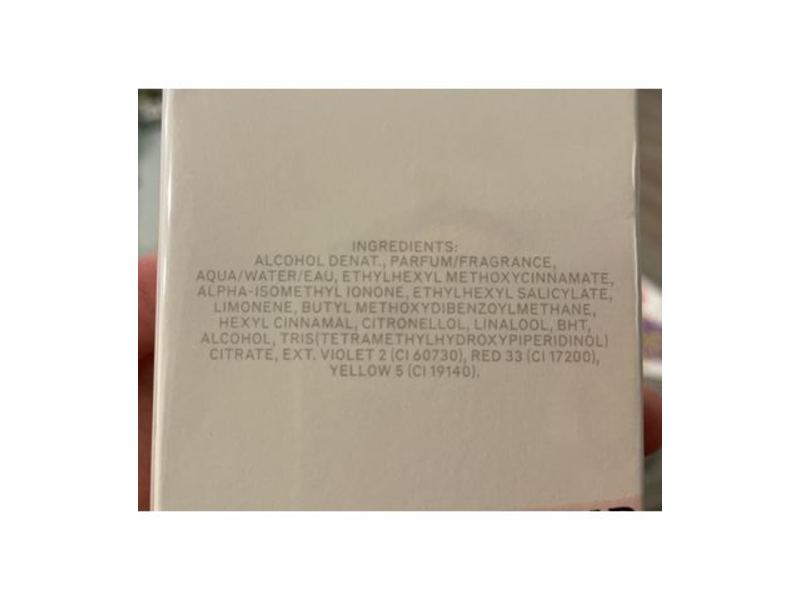 INGREDIENTS:
ALCOHOL DENAT., PARFUM/FRAGRANCE,
AQUA/WATER/EAU, ETHYLHEXYL METHOXYCINNAMATE,
ALPHA-ISOMETHYL IONONE, ETHYLHEXYL SALICYLATE,
LIMONENE, BUTYL METHOXYDIBENZOYLMETHANE,
HEXYL CINNAMAL, CITRONELLOL, LINALOOL, BHT,
ALCOHOL, TRIS(TETRAMETHYLHYDROXYPIPERIDINOL)
CITRATE, EXT. VIOLET 2 (CI 60730), RED 33 (CI 17200),
YELLOW 5 (CI 19140).